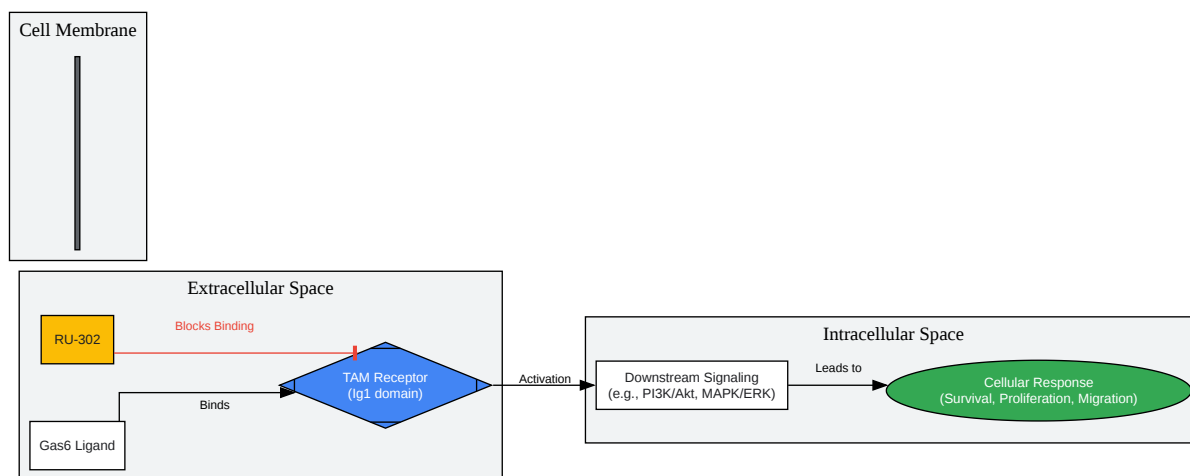 Cell Membrane
Extracellular Space
RU-302
Blocks Binding
TAM Receptor
(Ig1 domain)
Binds
Gas6 Ligand
Activation
Intracellular Space
Downstream Signaling
(e.g., PI3K/Akt, MAPK/ERK)
Leads to
Cellular Response
(Survival, Proliferation, Migration)